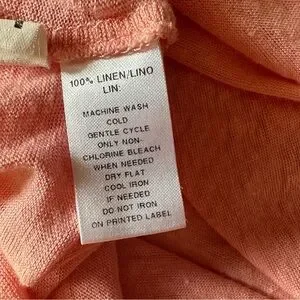 100% LINEN/LINO
LIN:
MACHINE WASH
COLD
GENTLE CYCLE
ONLY NON-
CHLORINE BLEACH
WHEN NEEDED
DRY FLAT
COOL IRON
IF NEEDED
DO NOT IRON
ON PRINTED LABEL